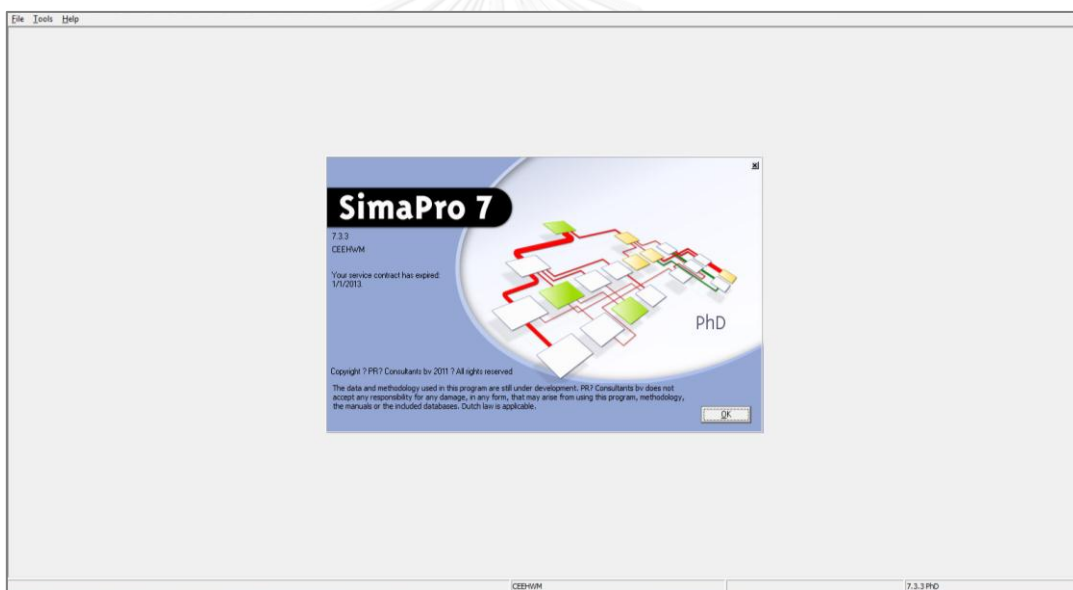 File Tools Help
SimaPro 7
7.3.3
CEEHWM
Your service contract has expired:
1/1/2013
PhD
Copyright ? PR? Consultants bv 2011 ? All rights reserved
The data and methodology used in this program are still under development. PR? Consultants bv does not
accept any responsibility for any damage, in any form, that may arise from using this program, methodology,
the manuals or the included databases. Dutch law is applicable.
OK
CEEHWM 7.3.3 PhD